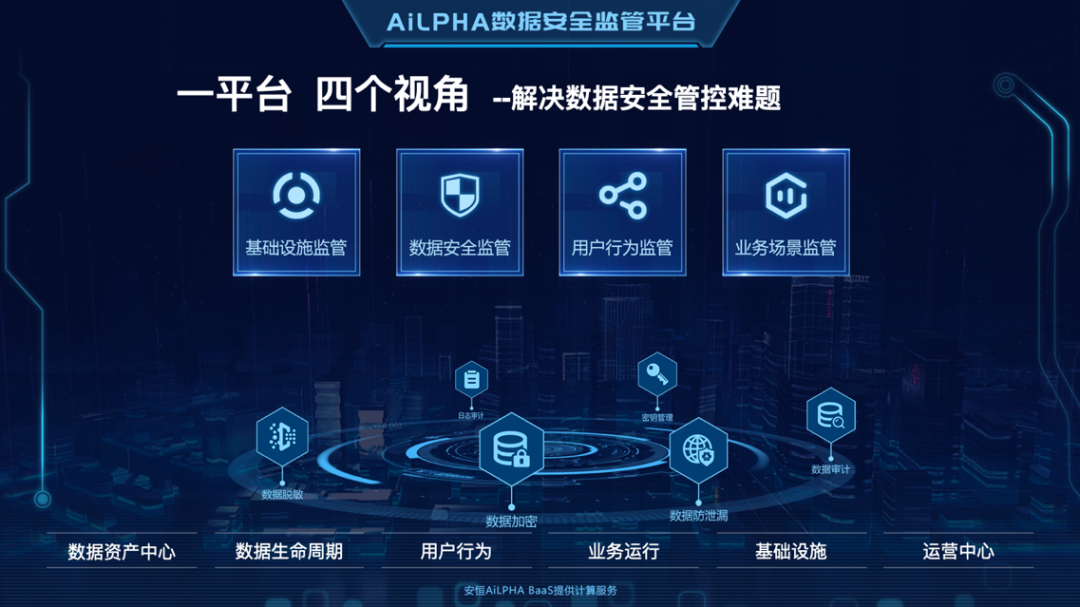 AiLPHA数据安全监管平台
一平台 四个视角 --解决数据安全管控难题
基础设施监管
数据安全监管
用户行为监管
业务场景监管
日志审计
密钥管理
数据脱敏
数据加密
数据防泄漏
数据审计
数据资产中心
数据生命周期
用户行为
业务运行
基础设施
运营中心
安恒AiLPHA BaaS提供计算服务